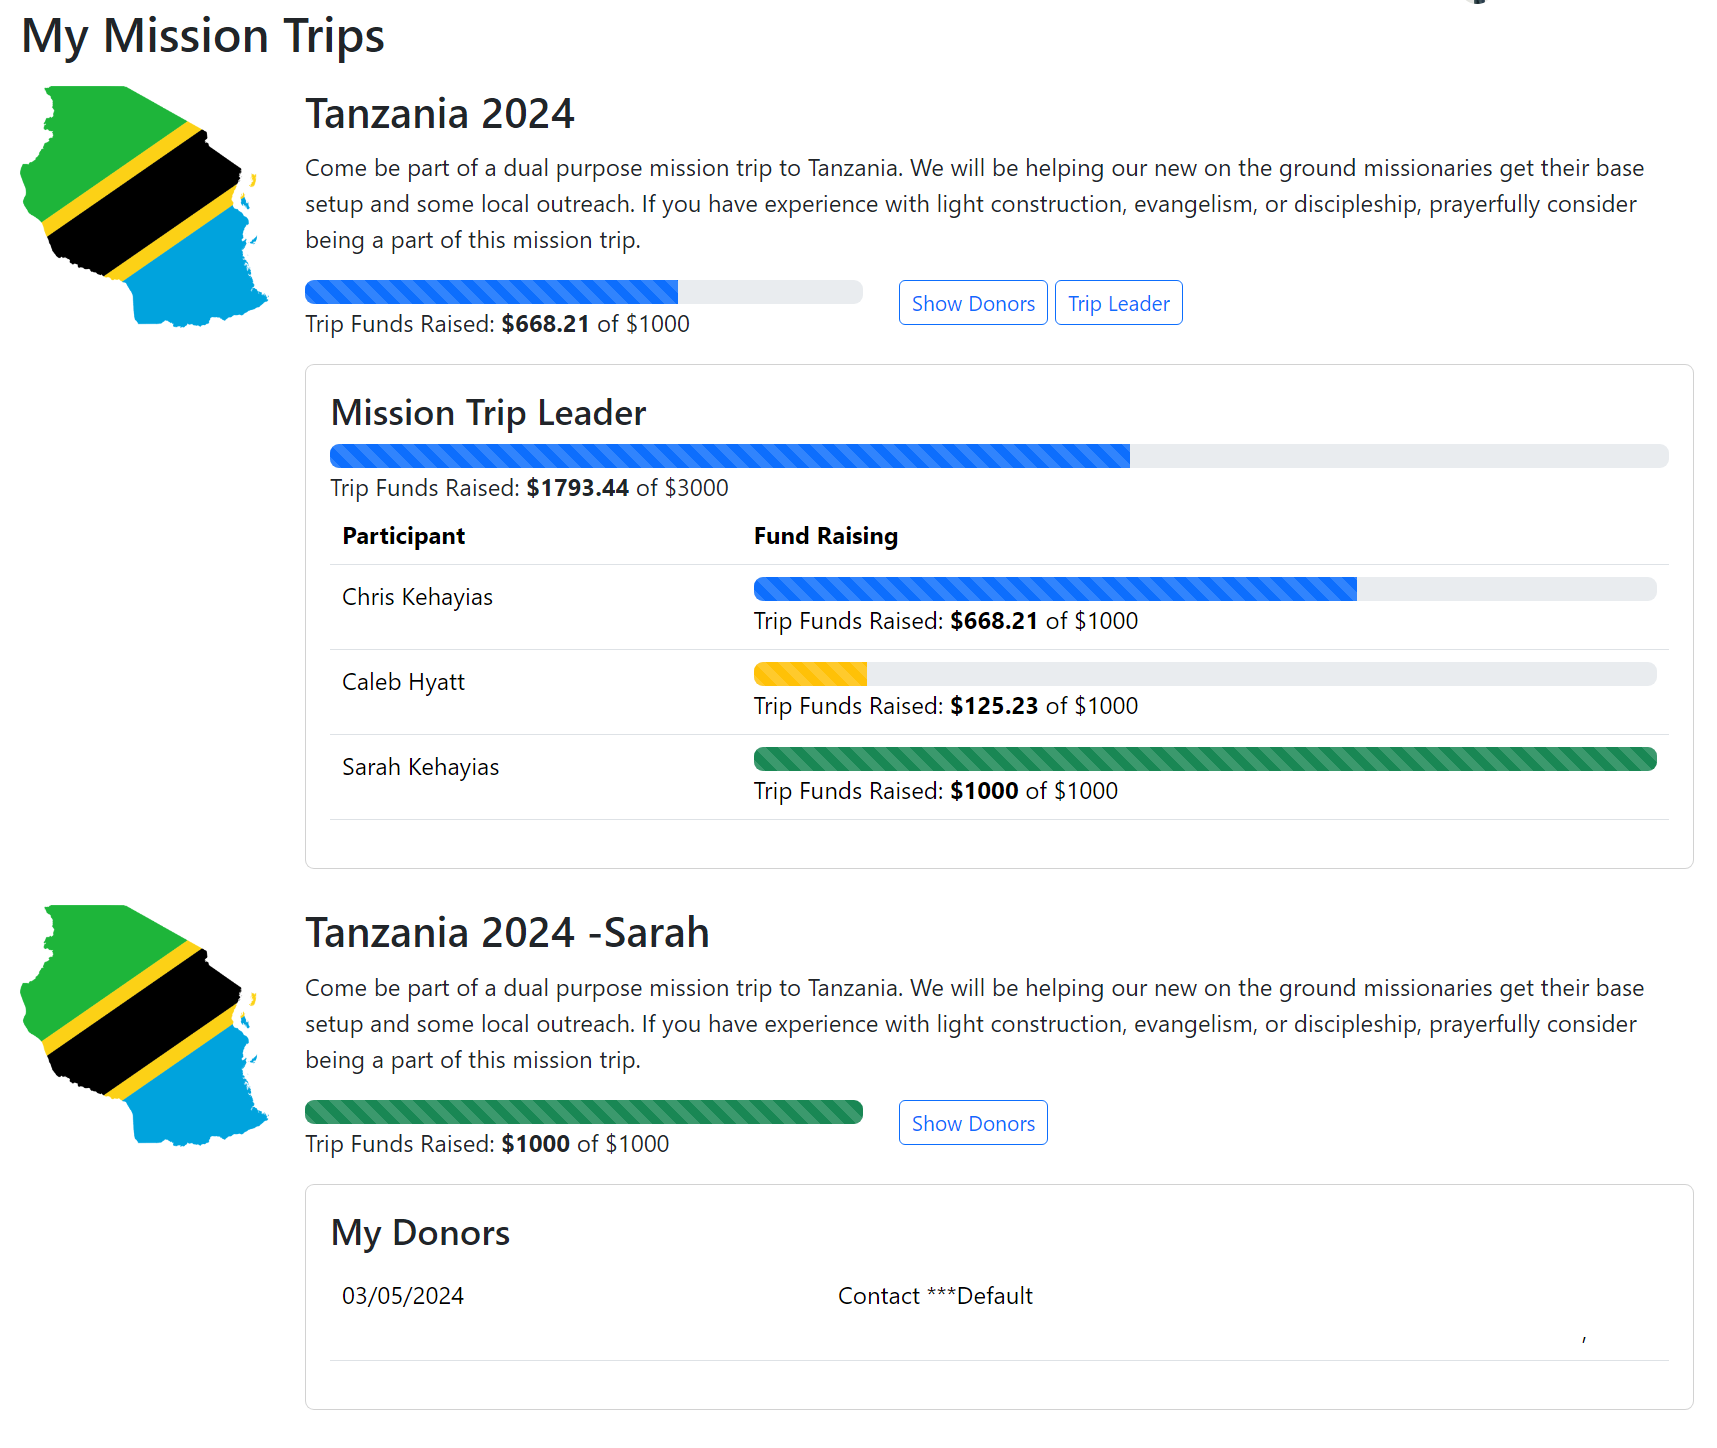 My Mission Trips
Tanzania 2024
Come be part of a dual purpose mission trip to Tanzania. We will be helping our new on the ground missionaries get their base
setup and some local outreach. If you have experience with light construction, evangelism, or discipleship, prayerfully consider
being a part of this mission trip.
Trip Funds Raised: $668.21 of $1000
Show Donors Trip Leader
Mission Trip Leader
Trip Funds Raised: $1793.44 of $3000
Participant Fund Raising
Chris Kehayias
Trip Funds Raised: $668.21 of $1000
Caleb Hyatt
Trip Funds Raised: $125.23 of $1000
Sarah Kehayias
Trip Funds Raised: $1000 of $1000
Tanzania 2024 -Sarah
Come be part of a dual purpose mission trip to Tanzania. We will be helping our new on the ground missionaries get their base
setup and some local outreach. If you have experience with light construction, evangelism, or discipleship, prayerfully consider
being a part of this mission trip.
Trip Funds Raised: $1000 of $1000
Show Donors
My Donors
03/05/2024 Contact ***Default
,